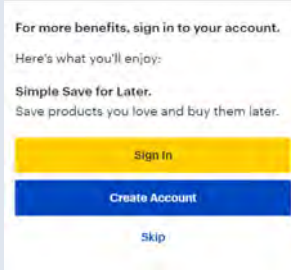 For more benefits, sign in to your account.
Here's what you'll enjoy:
Simple Save for Later.
Save products you love and buy them later.
Sign In
Create Account
Skip